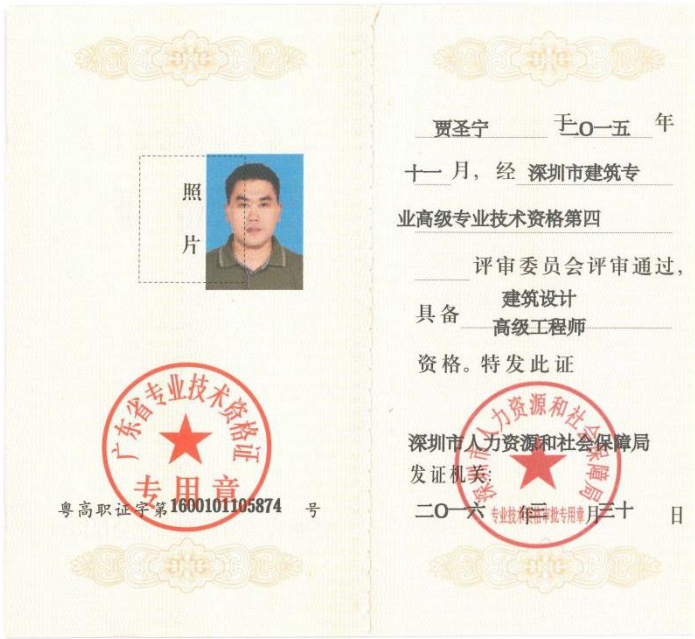 照
片
广东省专业技术资格证
专用章
粤高职证字第1600101105874号
贾圣宁 于二〇一五年
十一月，经 深圳市建筑专
业高级专业技术资格第四
评审委员会评审通过，
具备 建筑设计
高级工程师
资格。特发此证
深圳市人力资源和社会保障局
深圳市人力资源和社会保障局
发证机关：
二〇一六年三月三十日
专业技术资格审批专用章